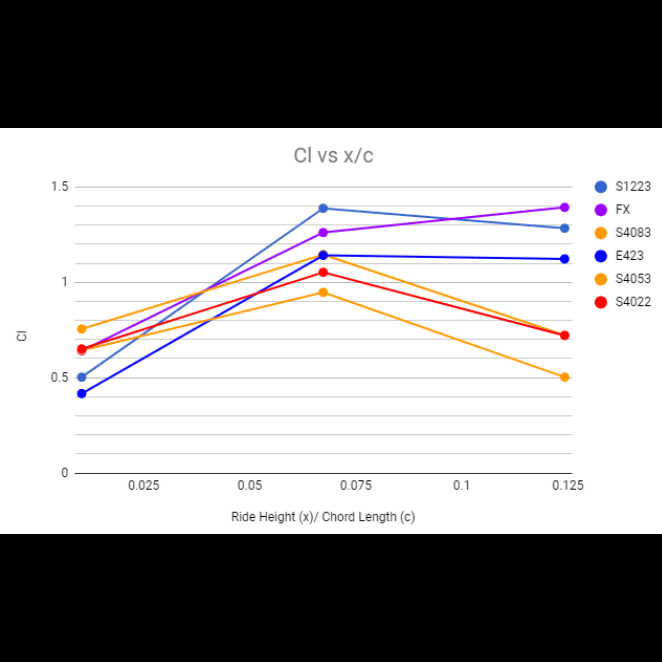 Cl vs x/c
1.5
1
0.5
0
Cl
0.025
0.05
0.075
0.1
0.125
Ride Height (x)/ Chord Length (c)
S1223
FX
S4083
E423
S4053
S4022